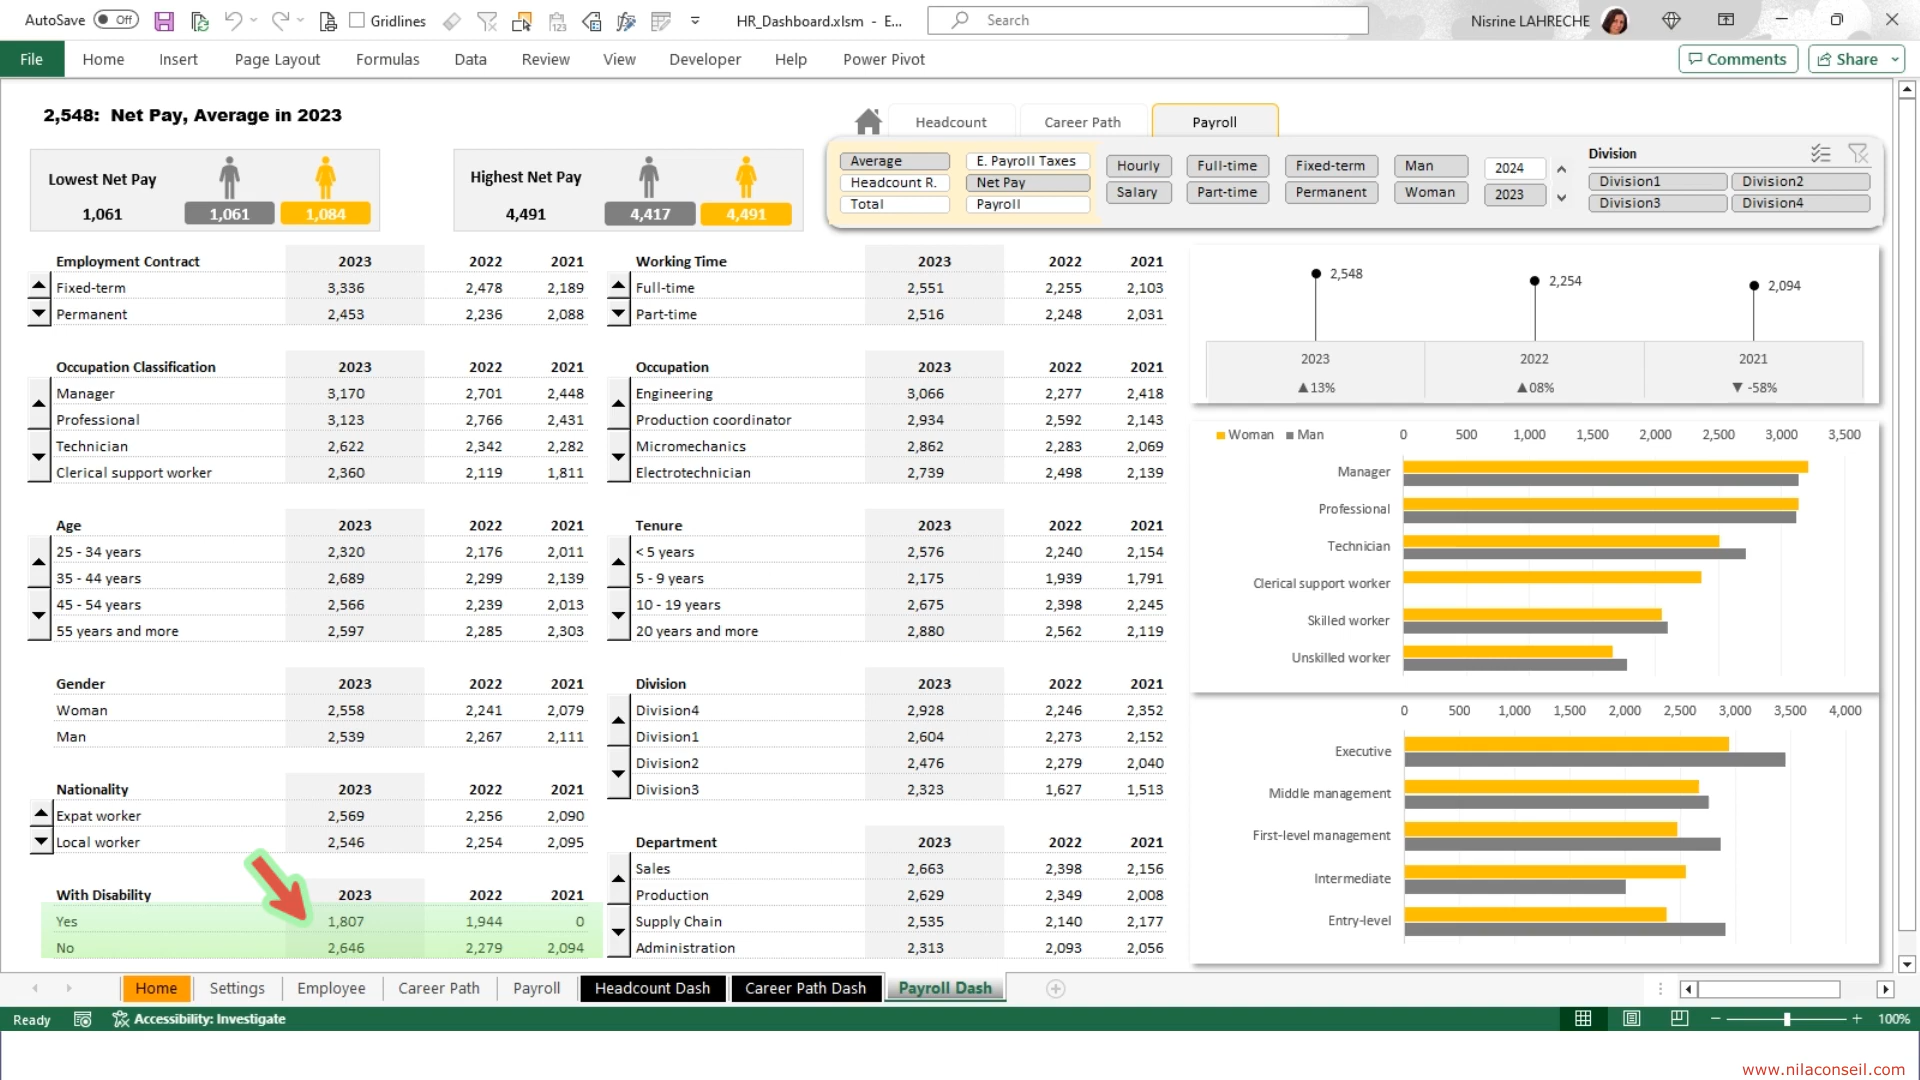 AutoSave Off Gridlines HR_Dashboard.xlsm - E... Search Nisrine LAHRECHE
File Home Insert Page Layout Formulas Data Review View Developer Help Power Pivot Comments Share
2,548: Net Pay, Average in 2023
Headcount Career Path Payroll
Lowest Net Pay
1,061 1,061 1,084
Highest Net Pay
4,491 4,417 4,491
Average E. Payroll Taxes
Headcount R. Net Pay
Total Payroll
Hourly Full-time Fixed-term Man 2024
Salary Part-time Permanent Woman 2023
Division
Division1 Division2
Division3 Division4
Employment Contract 2023 2022 2021
Fixed-term 3,336 2,478 2,189
Permanent 2,453 2,236 2,088
Occupation Classification 2023 2022 2021
Manager 3,170 2,701 2,448
Professional 3,123 2,766 2,431
Technician 2,622 2,342 2,282
Clerical support worker 2,360 2,119 1,811
Age 2023 2022 2021
25 - 34 years 2,320 2,176 2,011
35 - 44 years 2,689 2,299 2,139
45 - 54 years 2,566 2,239 2,013
55 years and more 2,597 2,285 2,303
Gender 2023 2022 2021
Woman 2,558 2,241 2,079
Man 2,539 2,267 2,111
Nationality 2023 2022 2021
Expat worker 2,569 2,256 2,090
Local worker 2,546 2,254 2,095
With Disability 2023 2022 2021
Yes 1,807 1,944 0
No 2,646 2,279 2,094
Working Time 2023 2022 2021
Full-time 2,551 2,255 2,103
Part-time 2,516 2,248 2,031
Occupation 2023 2022 2021
Engineering 3,066 2,277 2,418
Production coordinator 2,934 2,592 2,143
Micromechanics 2,862 2,283 2,069
Electrotechnician 2,739 2,498 2,139
Tenure 2023 2022 2021
< 5 years 2,576 2,240 2,154
5 - 9 years 2,175 1,939 1,791
10 - 19 years 2,675 2,398 2,245
20 years and more 2,880 2,562 2,119
Division 2023 2022 2021
Division4 2,928 2,246 2,352
Division1 2,604 2,273 2,152
Division2 2,476 2,279 2,040
Division3 2,323 1,627 1,513
Department 2023 2022 2021
Sales 2,663 2,398 2,156
Production 2,629 2,349 2,008
Supply Chain 2,535 2,140 2,177
Administration 2,313 2,093 2,056
2,548 2,254 2,094
2023 2022 2021
▲13% ▲08% ▼ -58%
Woman Man 0 500 1,000 1,500 2,000 2,500 3,000 3,500
Manager
Professional
Technician
Clerical support worker
Skilled worker
Unskilled worker
0 500 1,000 1,500 2,000 2,500 3,000 3,500 4,000
Executive
Middle management
First-level management
Intermediate
Entry-level
Home Settings Employee Career Path Payroll Headcount Dash Career Path Dash Payroll Dash
Ready Accessibility: Investigate 100%
www.nilaconseil.com